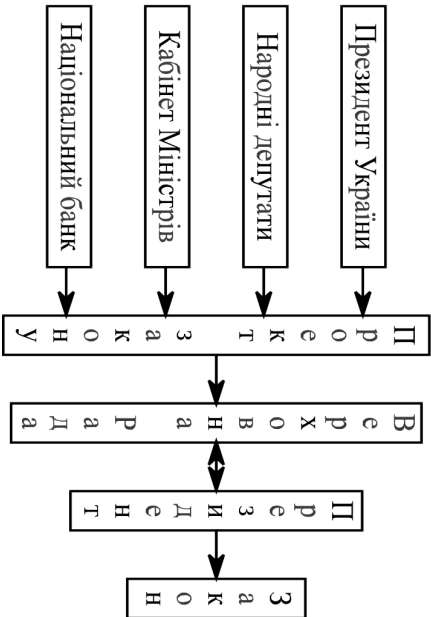 Президент України
Народні депутати
Кабінет Міністрів
Національний банк
Проект закону
Верховна Рада
Президент
Закон